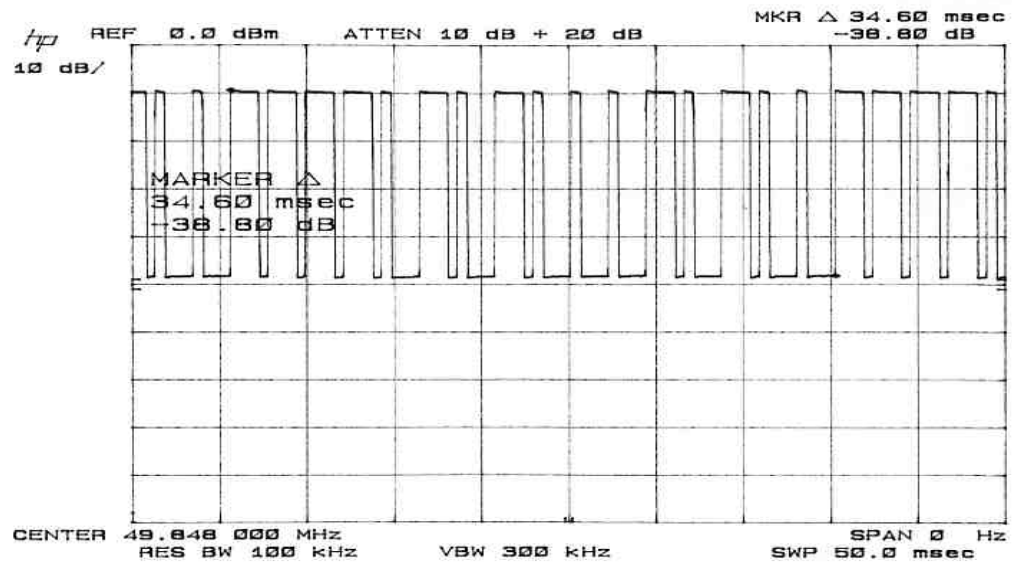 MKR Δ 34.60 msec
hp REF 0.0 dBm ATTEN 10 dB + 20 dB -38.80 dB
10 dB/
MARKER Δ
34.60 msec
-38.80 dB
CENTER 49.848 000 MHz SPAN 0 Hz
RES BW 100 kHz VBW 300 kHz SWP 50.0 msec